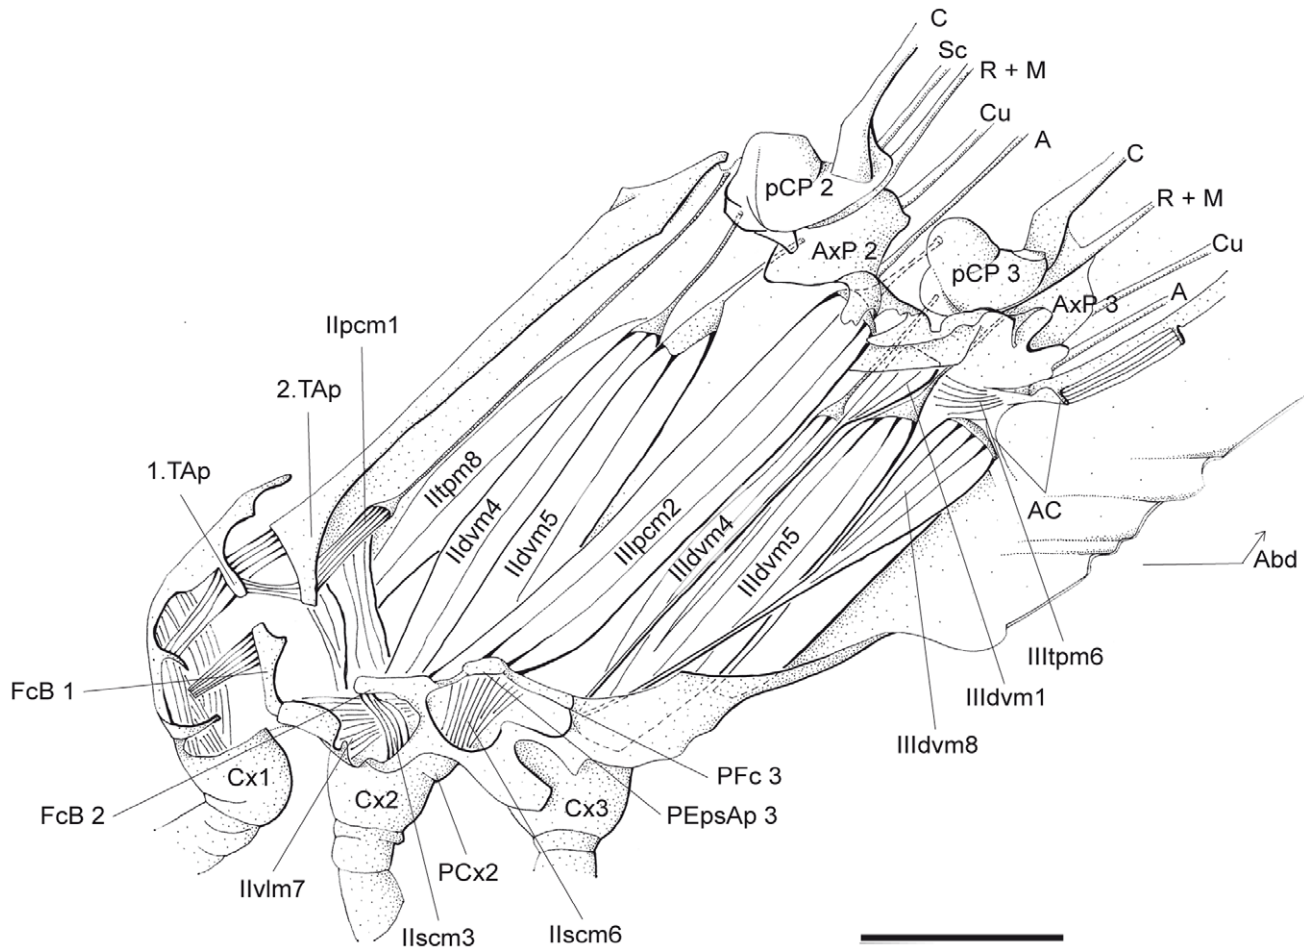 C
Sc
R + M
Cu
A
C
R + M
Cu
A
pCP 2
AxP 2
pCP 3
AxP 3
IIpcm1
2.TAp
1.TAp
IItpm8
IIdvm4
IIdvm5
IIIpcm2
IIIdvm4
IIIdvm5
AC
Abd
IIItpm6
IIIdvm1
IIIdvm8
FcB 1
FcB 2
Cx1
Cx2
Cx3
PFc 3
PEpsAp 3
PCx2
IIvlm7
IIscm3
IIscm6